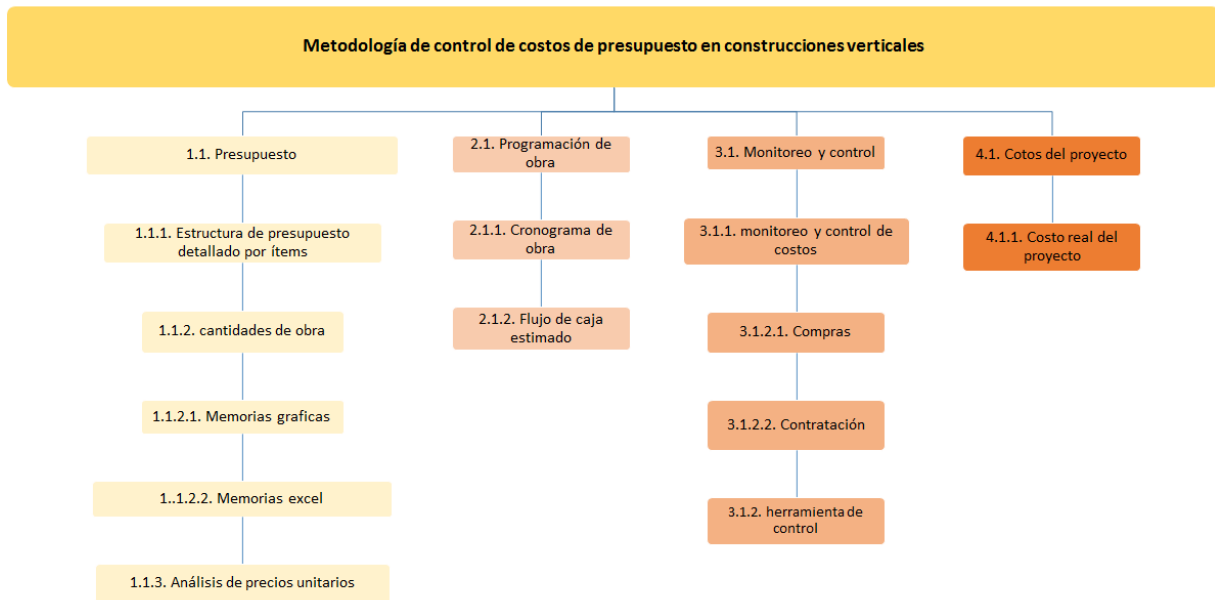 Metodología de control de costos de presupuesto en construcciones verticales
1.1. Presupuesto
1.1.1. Estructura de presupuesto
detallado por ítems
1.1.2. cantidades de obra
1.1.2.1. Memorias graficas
1..1.2.2. Memorias excel
1.1.3. Análisis de precios unitarios
2.1. Programación de
obra
2.1.1. Cronograma de
obra
2.1.2. Flujo de caja
estimado
3.1. Monitoreo y control
3.1.1. monitoreo y control de
costos
3.1.2.1. Compras
3.1.2.2. Contratación
3.1.2. herramienta de
control
4.1. Cotos del proyecto
4.1.1. Costo real del
proyecto